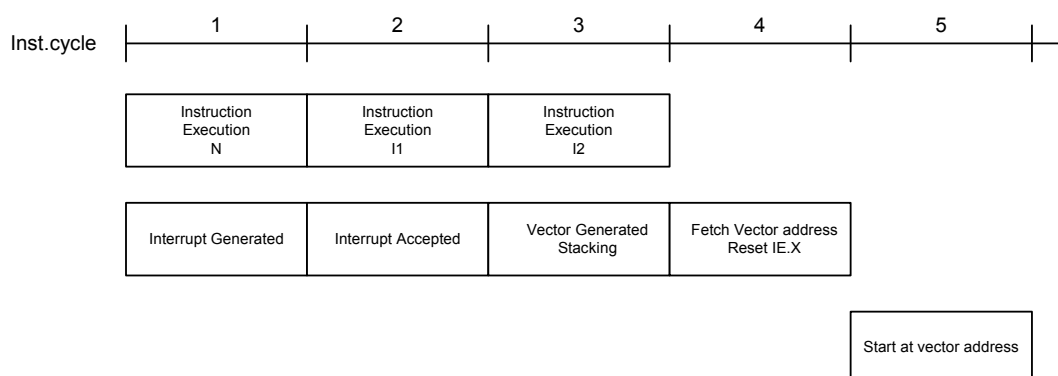 1 2 3 4 5
Inst.cycle
Instruction
Execution
N
Instruction
Execution
I1
Instruction
Execution
I2
Interrupt Generated
Interrupt Accepted
Vector Generated
Stacking
Fetch Vector address
Reset IE.X
Start at vector address